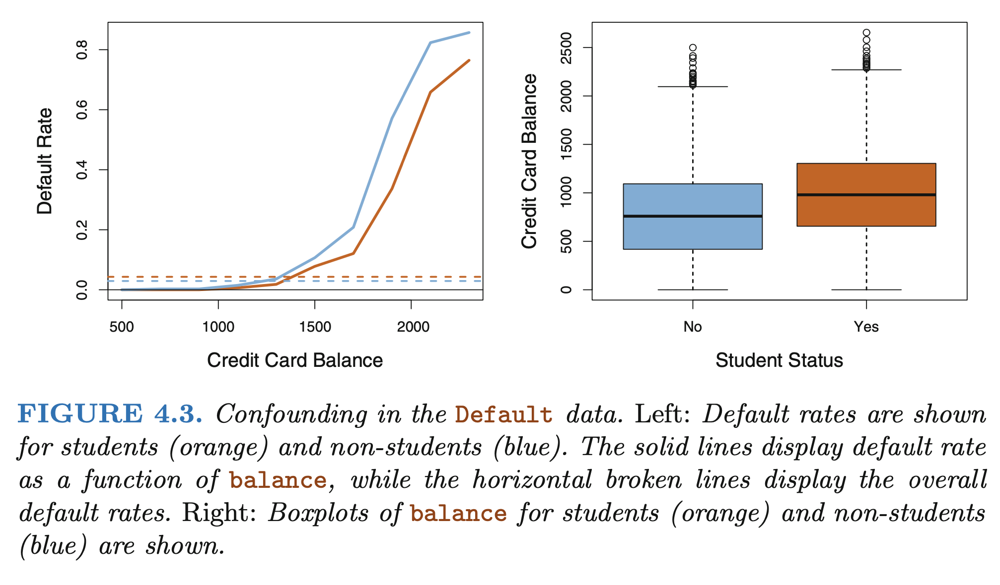 Default Rate
0.8
0.6
0.4
0.2
0.0
500 1000 1500 2000
Credit Card Balance
Credit Card Balance
2500
2000
1500
1000
500
0
No Yes
Student Status
FIGURE 4.3. Confounding in the Default data. Left: Default rates are shown
for students (orange) and non-students (blue). The solid lines display default rate
as a function of balance, while the horizontal broken lines display the overall
default rates. Right: Boxplots of balance for students (orange) and non-students
(blue) are shown.